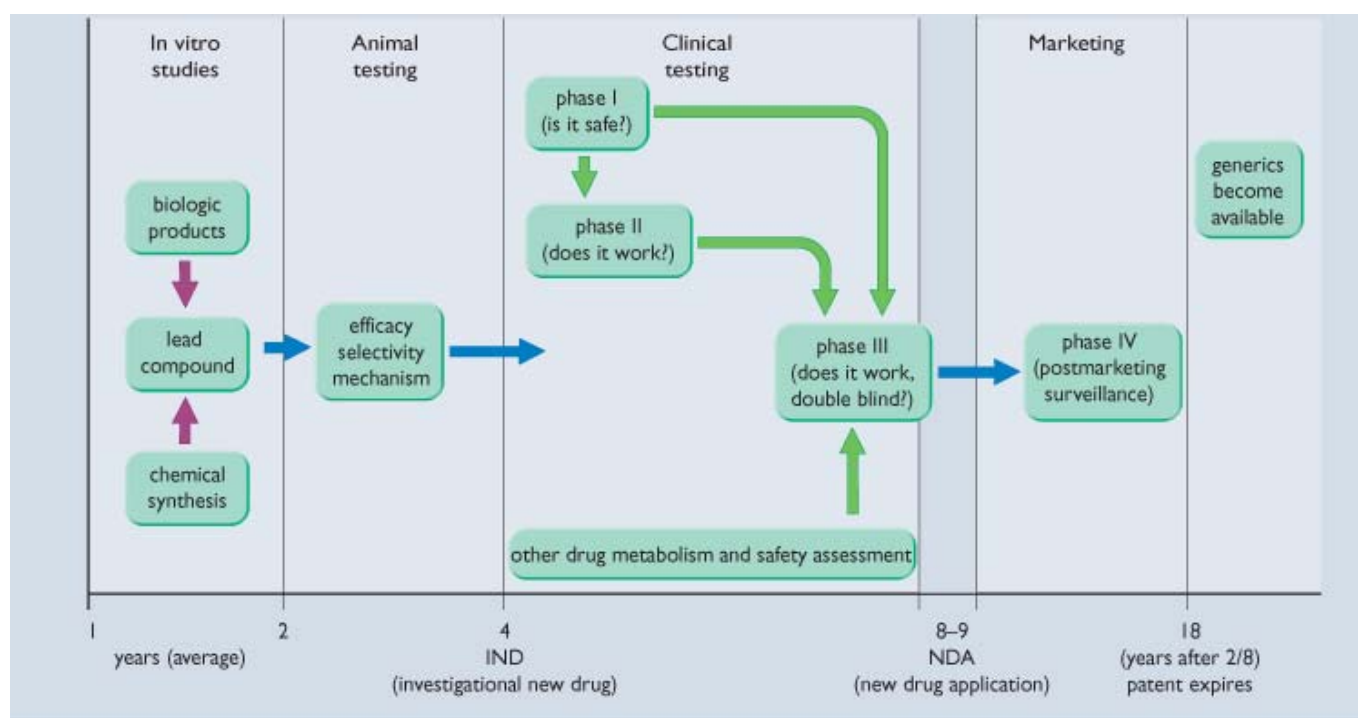 In vitro
studies
Animal
testing
Clinical
testing
Marketing
phase I
(is it safe?)
generics
become
available
biologic
products
phase II
(does it work?)
lead
compound
efficacy
selectivity
mechanism
phase III
(does it work,
double blind?)
phase IV
(postmarketing
surveillance)
chemical
synthesis
other drug metabolism and safety assessment
1
years (average)
2
4
IND
(investigational new drug)
8–9
NDA
(new drug application)
18
(years after 2/8)
patent expires